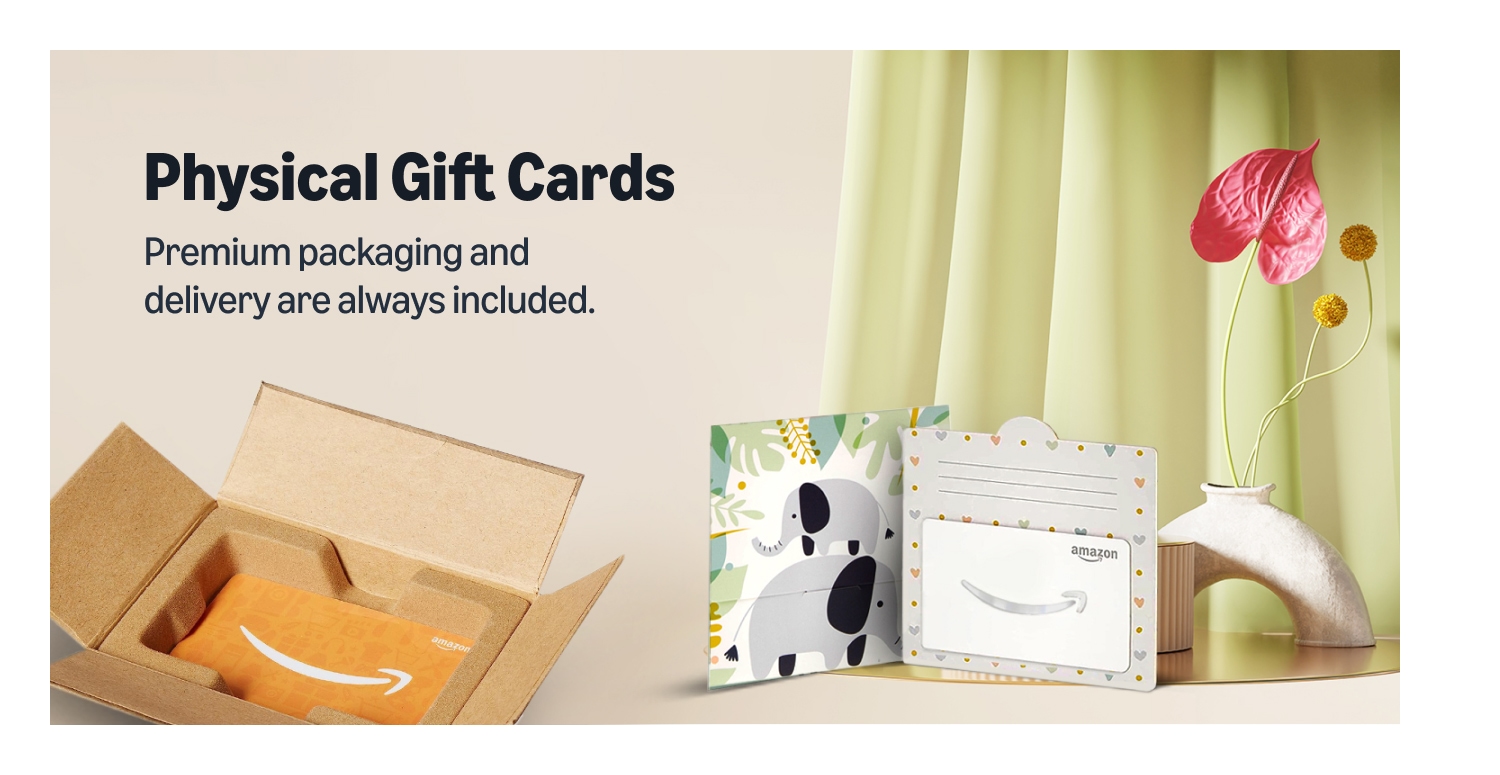 Physical Gift Cards
Premium packaging and
delivery are always included.
amazon
amazon